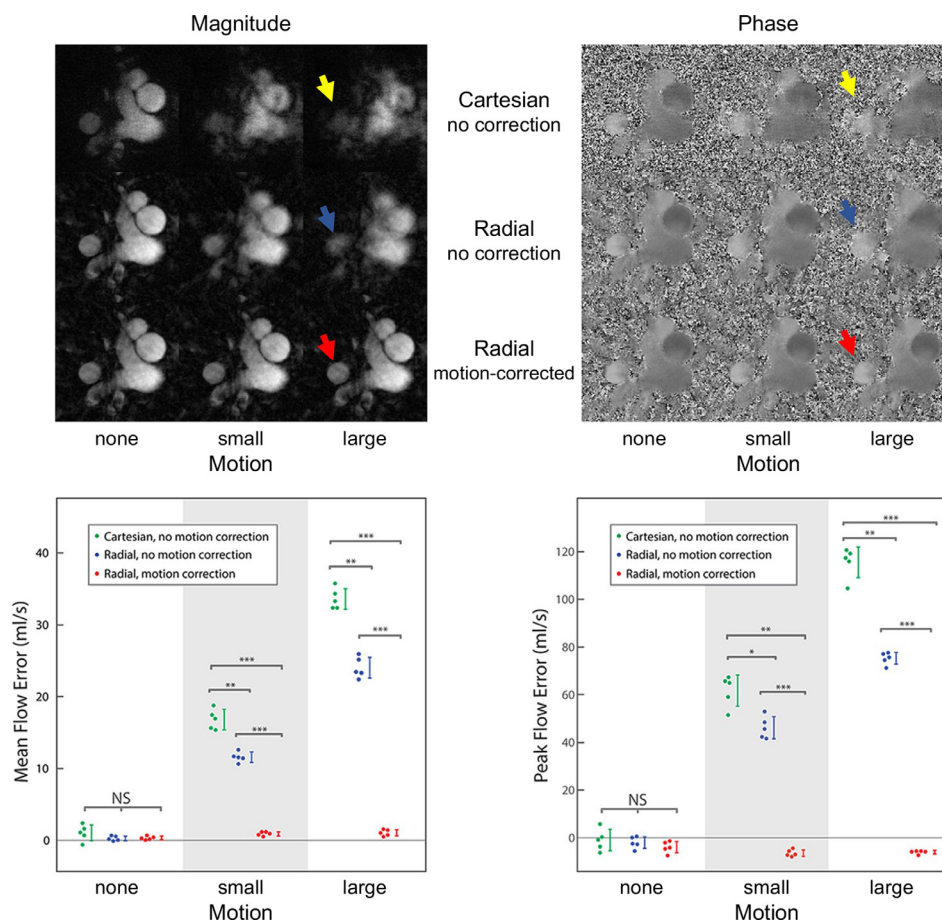 Magnitude
Phase
Cartesian
no correction
Radial
no correction
Radial
motion-corrected
none small large
Motion
none small large
Motion
Mean Flow Error (ml/s)
40
30
20
10
0
Cartesian, no motion correction
Radial, no motion correction
Radial, motion correction
NS
***
**
***
***
**
***
none small large
Motion
Peak Flow Error (ml/s)
120
100
80
60
40
20
0
Cartesian, no motion correction
Radial, no motion correction
Radial, motion correction
NS
**
*
***
***
**
***
none small large
Motion